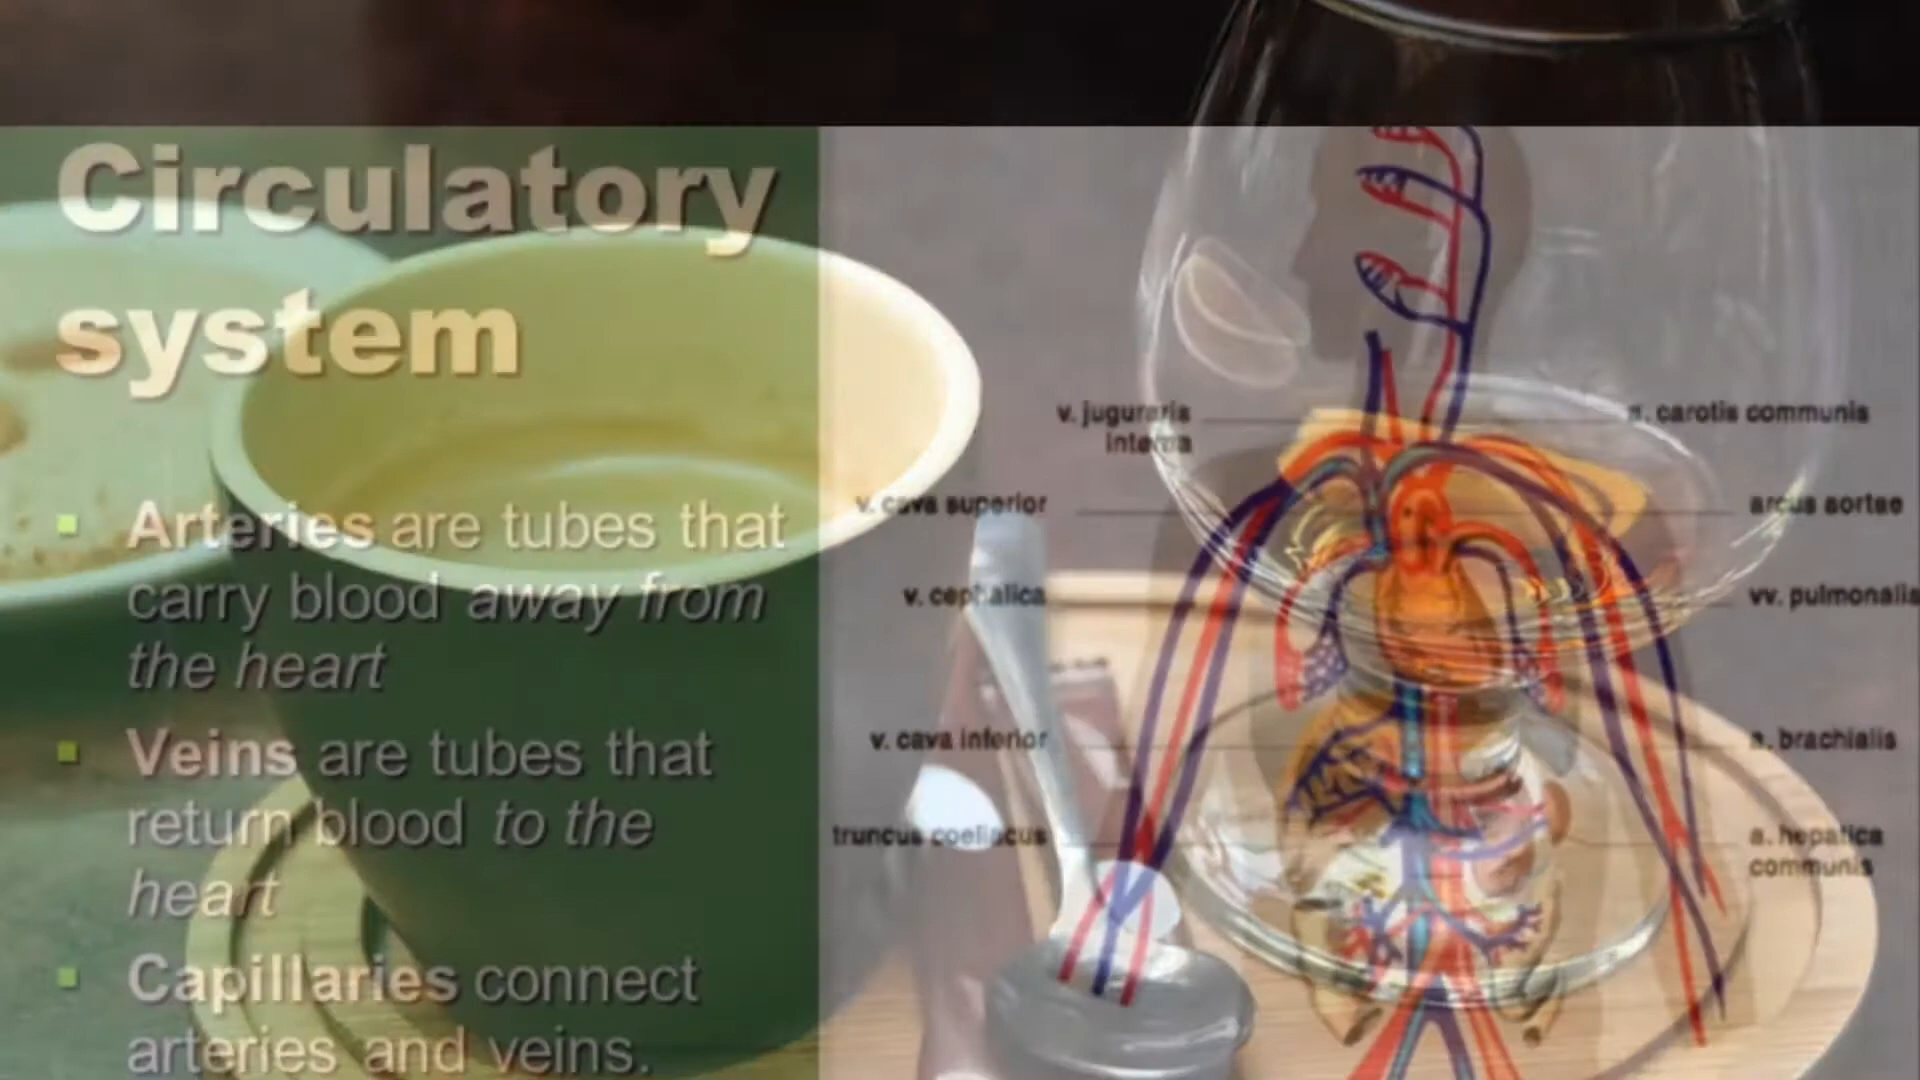 Circulatory
system
Arteries are tubes that
carry blood away from
the heart
Veins are tubes that
return blood to the
heart
Capillaries connect
arteries and veins.
v. juguraris
interna
v. cava superior
v. cephalica
v. cava inferior
truncus coeliacus
a. carotis communis
arcus aortae
vv. pulmonalis
a. brachialis
a. hepatica
communis